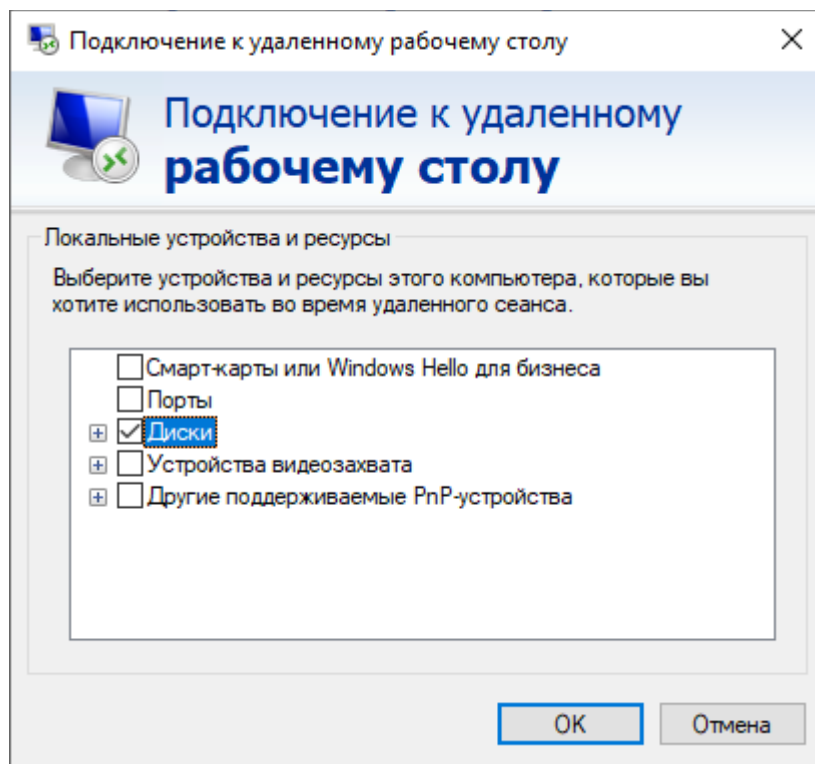 Подключение к удаленному рабочему столу
Подключение к удаленному
рабочему столу
Локальные устройства и ресурсы
Выберите устройства и ресурсы этого компьютера, которые вы
хотите использовать во время удаленного сеанса.
Смарт-карты или Windows Hello для бизнеса
Порты
Диски
Устройства видеозахвата
Другие поддерживаемые PnP-устройства
ОК
Отмена